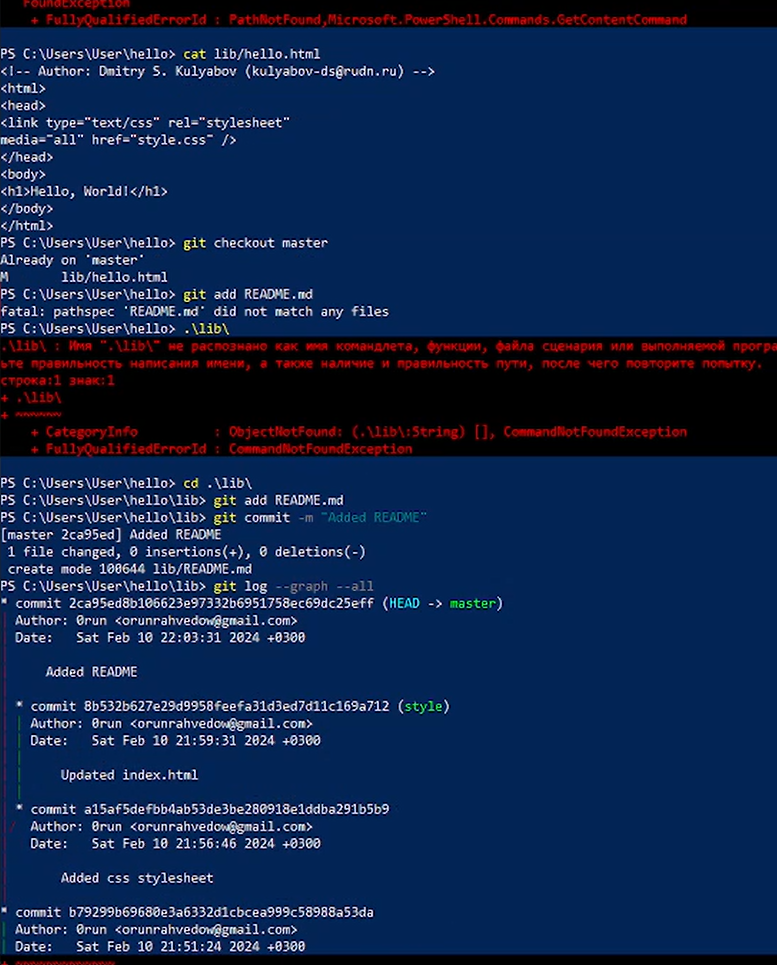 FoundException
+ FullyQualifiedErrorId : PathNotFound,Microsoft.PowerShell.Commands.GetContentCommand
PS C:\Users\User\hello> cat lib/hello.html
<!-- Author: Dmitry S. Kulyabov (kulyabov-ds@rudn.ru) -->
<html>
<head>
<link type="text/css" rel="stylesheet"
media="all" href="style.css" />
</head>
<body>
<h1>Hello, World!</h1>
</body>
</html>
PS C:\Users\User\hello> git checkout master
Already on 'master'
M       lib/hello.html
PS C:\Users\User\hello> git add README.md
fatal: pathspec 'README.md' did not match any files
PS C:\Users\User\hello> .\lib\
.\lib\ : Имя ".\lib\" не распознано как имя командлета, функции, файла сценария или выполняемой програ
ьте правильность написания имени, а также наличие и правильность пути, после чего повторите попытку.
строка:1 знак:1
+ .\lib\
+ ~~~~~~
+ CategoryInfo          : ObjectNotFound: (.\lib\:String) [], CommandNotFoundException
+ FullyQualifiedErrorId : CommandNotFoundException
PS C:\Users\User\hello> cd .\lib\
PS C:\Users\User\hello\lib> git add README.md
PS C:\Users\User\hello\lib> git commit -m "Added README"
[master 2ca95ed] Added README
1 file changed, 0 insertions(+), 0 deletions(-)
create mode 100644 lib/README.md
PS C:\Users\User\hello\lib> git log --graph --all
* commit 2ca95ed8b106623e97332b6951758ec69dc25eff (HEAD -> master)
| Author: 0run <orunrahvedow@gmail.com>
| Date:   Sat Feb 10 22:03:31 2024 +0300
|
|     Added README
|
| * commit 8b532b627e29d9958feefa31d3ed7d11c169a712 (style)
| | Author: 0run <orunrahvedow@gmail.com>
| | Date:   Sat Feb 10 21:59:31 2024 +0300
| |
| |     Updated index.html
| |
| * commit a15af5defbb4ab53de3be280918e1ddba291b5b9
|/  Author: 0run <orunrahvedow@gmail.com>
|   Date:   Sat Feb 10 21:56:46 2024 +0300
|
|       Added css stylesheet
|
* commit b79299b69680e3a6332d1cbcea999c58988a53da
| Author: 0run <orunrahvedow@gmail.com>
| Date:   Sat Feb 10 21:51:24 2024 +0300
+ ~~~~~~~~~~~~~